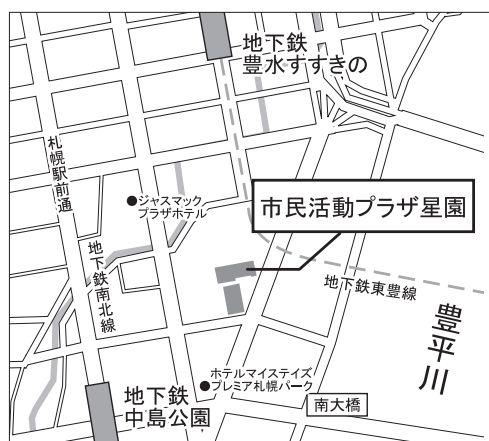 地下鉄
豊水すすきの
札幌駅前通
●ジャスマック
プラザホテル
市民活動プラザ星園
地下鉄南北線
地下鉄東豊線
豊平川
ホテルマイステイズ
●プレミア札幌パーク
地下鉄
中島公園
南大橋